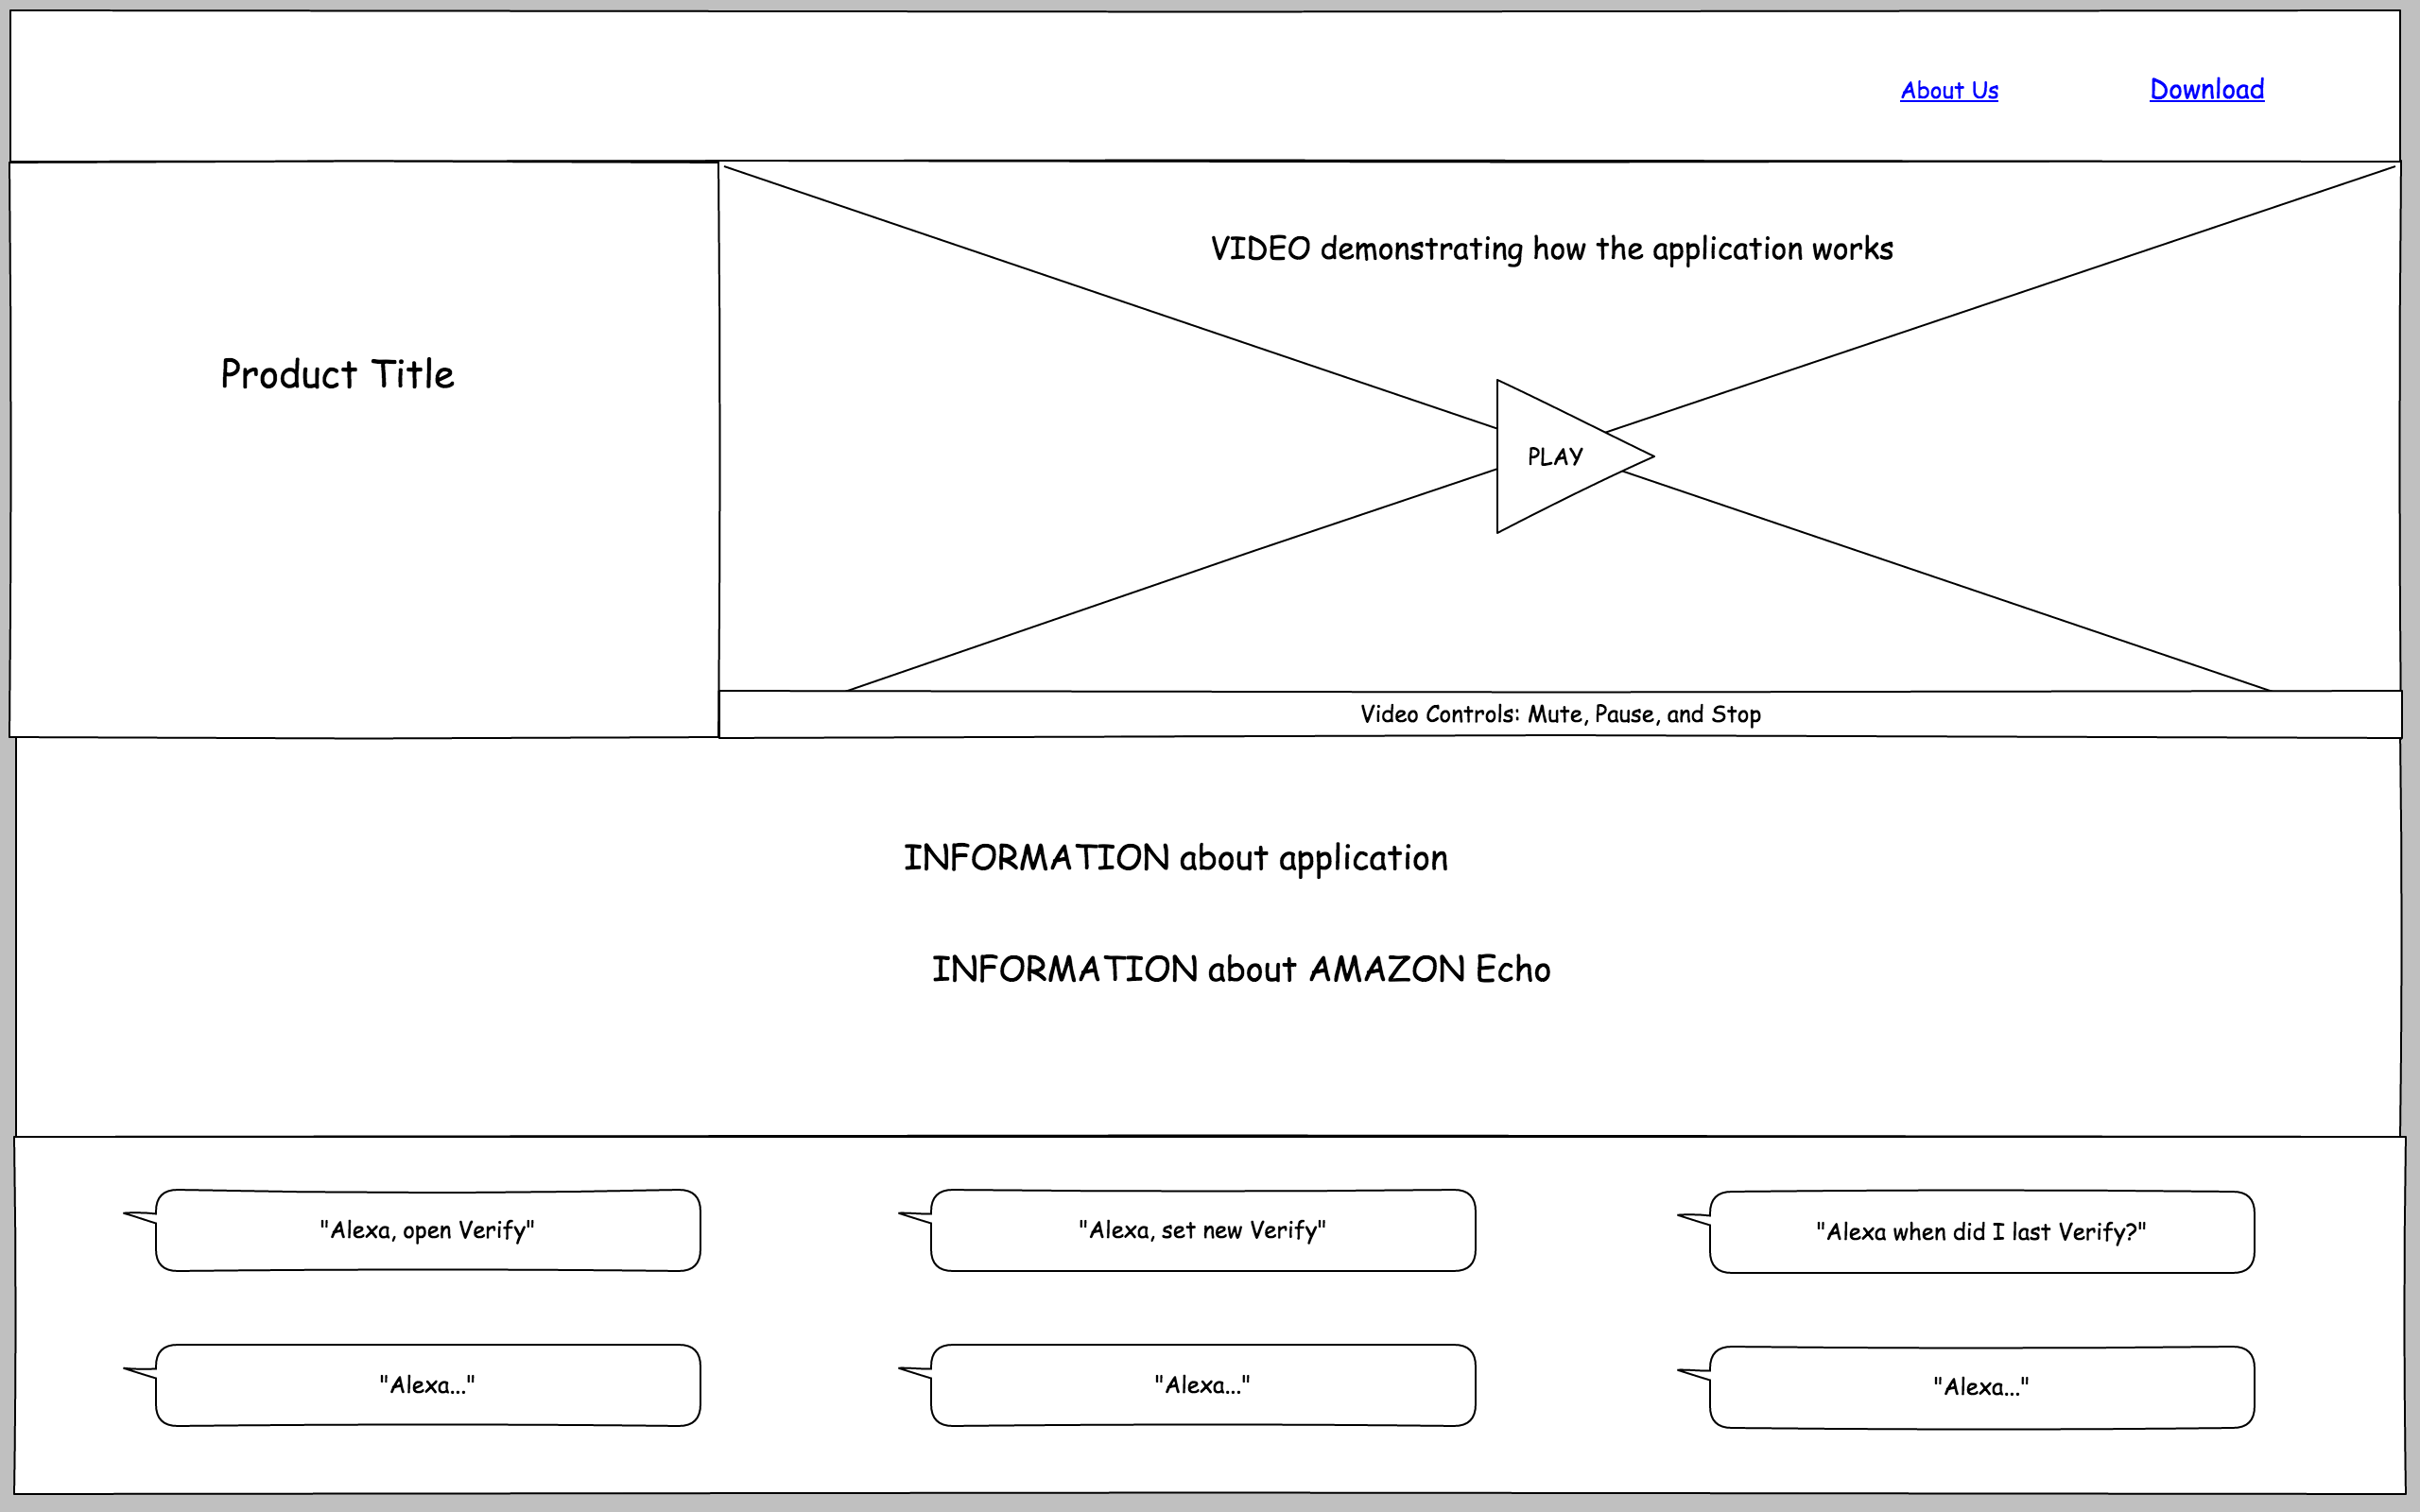 About Us
Download
Product Title
VIDEO demonstrating how the application works
PLAY
Video Controls: Mute, Pause, and Stop
INFORMATION about application
INFORMATION about AMAZON Echo
"Alexa, open Verify"
"Alexa, set new Verify"
"Alexa when did I last Verify?"
"Alexa..."
"Alexa..."
"Alexa..."